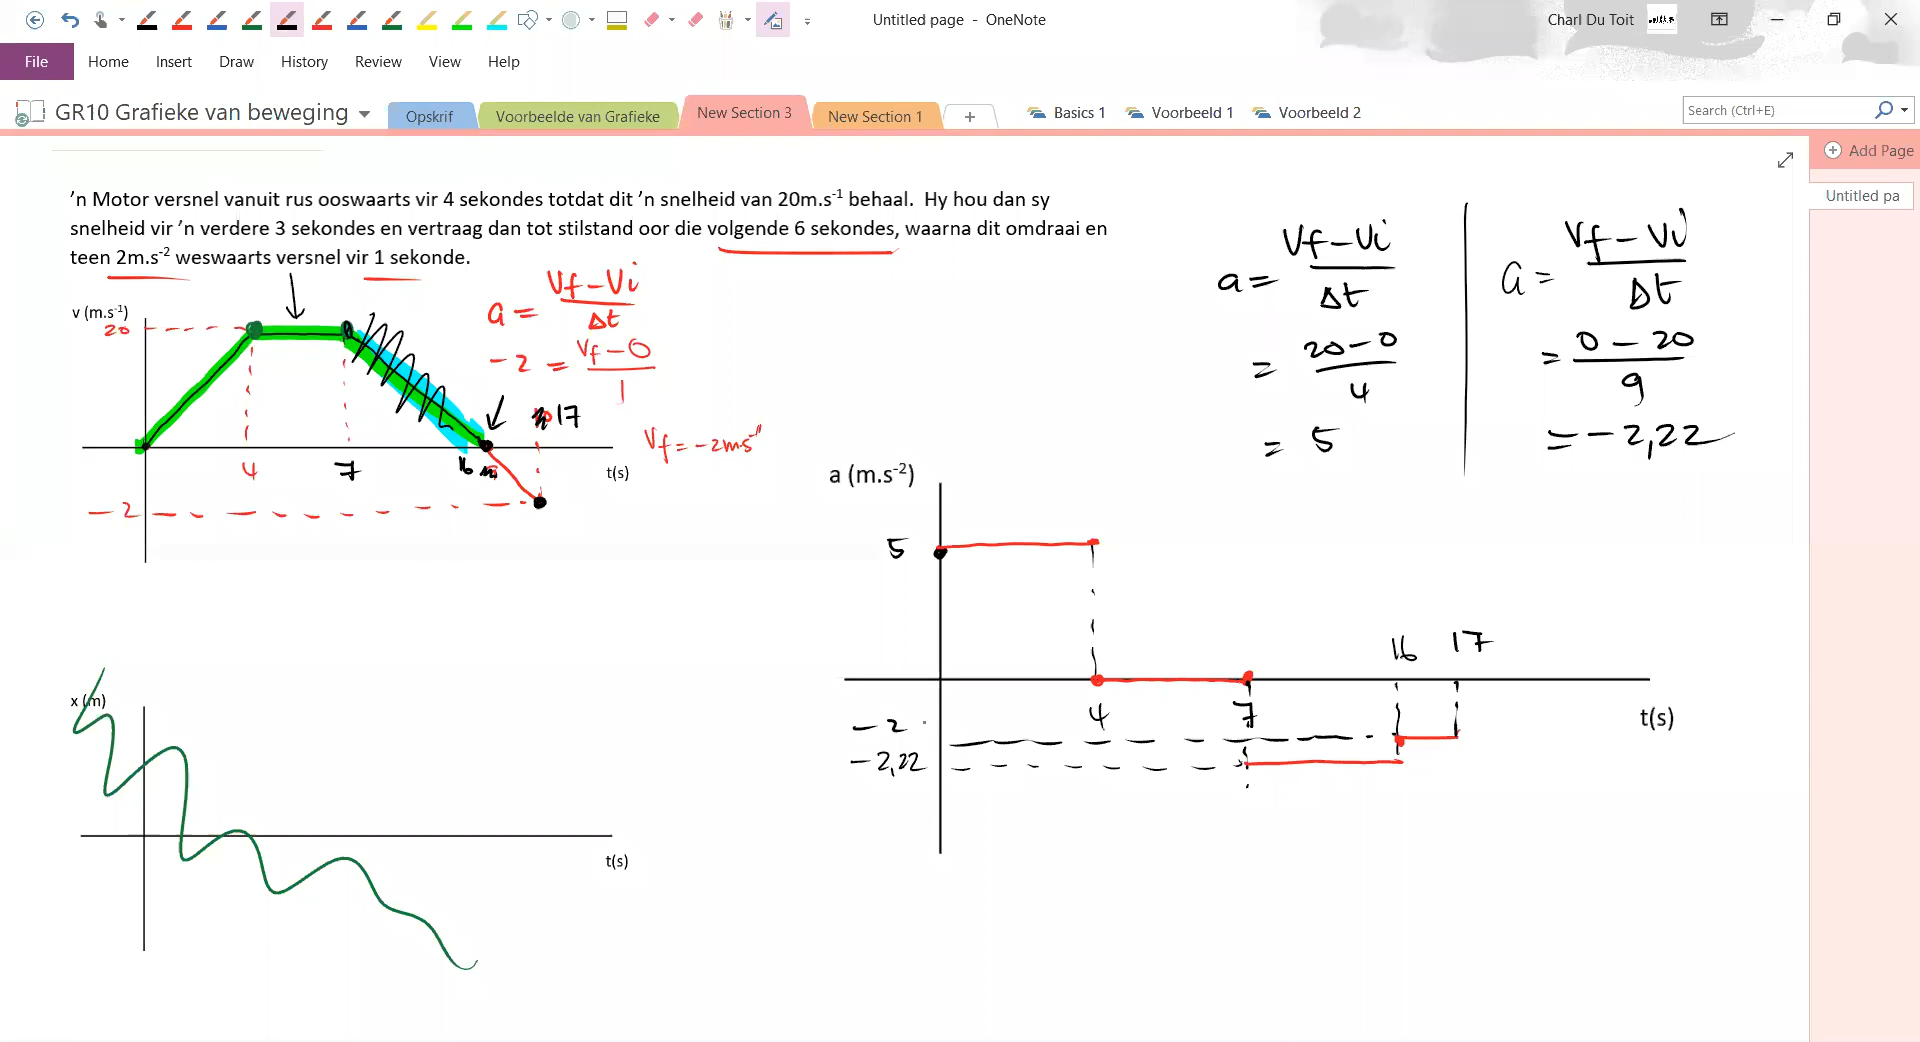 Untitled page - OneNote
Charl Du Toit
File Home Insert Draw History Review View Help
GR10 Grafieke van beweging
Opskrif
Voorbeelde van Grafieke
New Section 3
New Section 1
Basics 1
Voorbeeld 1
Voorbeeld 2
Search (Ctrl+E)
Add Page
Untitled pa
’n Motor versnel vanuit rus ooswaarts vir 4 sekondes totdat dit ’n snelheid van 20m.s⁻¹ behaal. Hy hou dan sy
snelheid vir ’n verdere 3 sekondes en vertraag dan tot stilstand oor die volgende 6 sekondes, waarna dit omdraai en
teen 2m.s⁻² weswaarts versnel vir 1 sekonde.
v (m.s⁻¹)
20
4
7
16
17
t(s)
-2
a = Vf - Vi / Δt
-2 = Vf - 0 / 1
Vf = -2m.s⁻¹
a = Vf - Vi / Δt
= 20 - 0 / 4
= 5
a = Vf - Vi / Δt
= 0 - 20 / 9
= -2,22
a (m.s⁻²)
5
16 17
4 7
t(s)
-2
-2,22
x (m)
t(s)